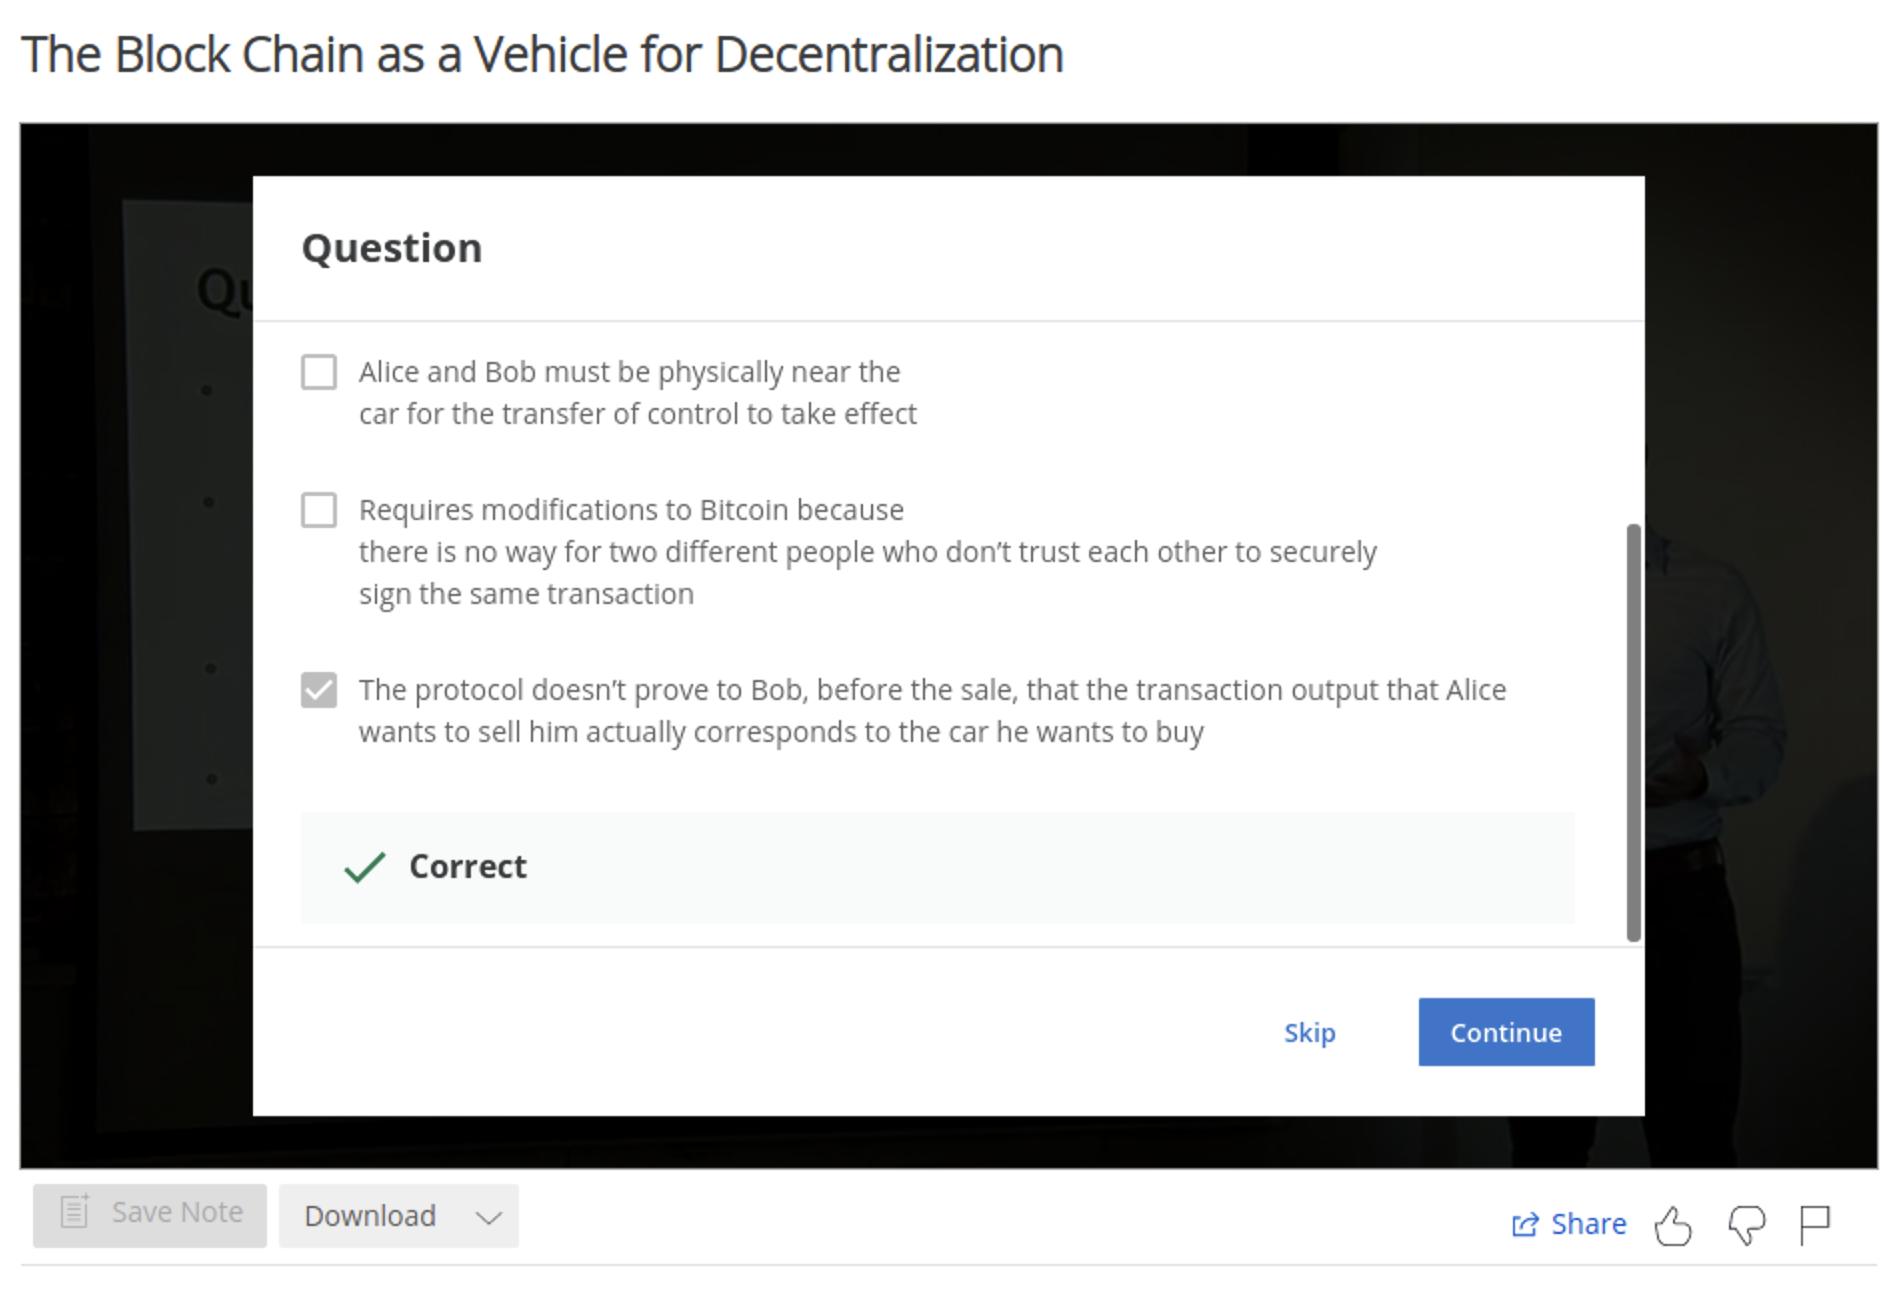 The Block Chain as a Vehicle for Decentralization
Qu
Question
Alice and Bob must be physically near the
car for the transfer of control to take effect
Requires modifications to Bitcoin because
there is no way for two different people who don’t trust each other to securely
sign the same transaction
The protocol doesn’t prove to Bob, before the sale, that the transaction output that Alice
wants to sell him actually corresponds to the car he wants to buy
Correct
Skip
Continue
Save Note
Download
Share